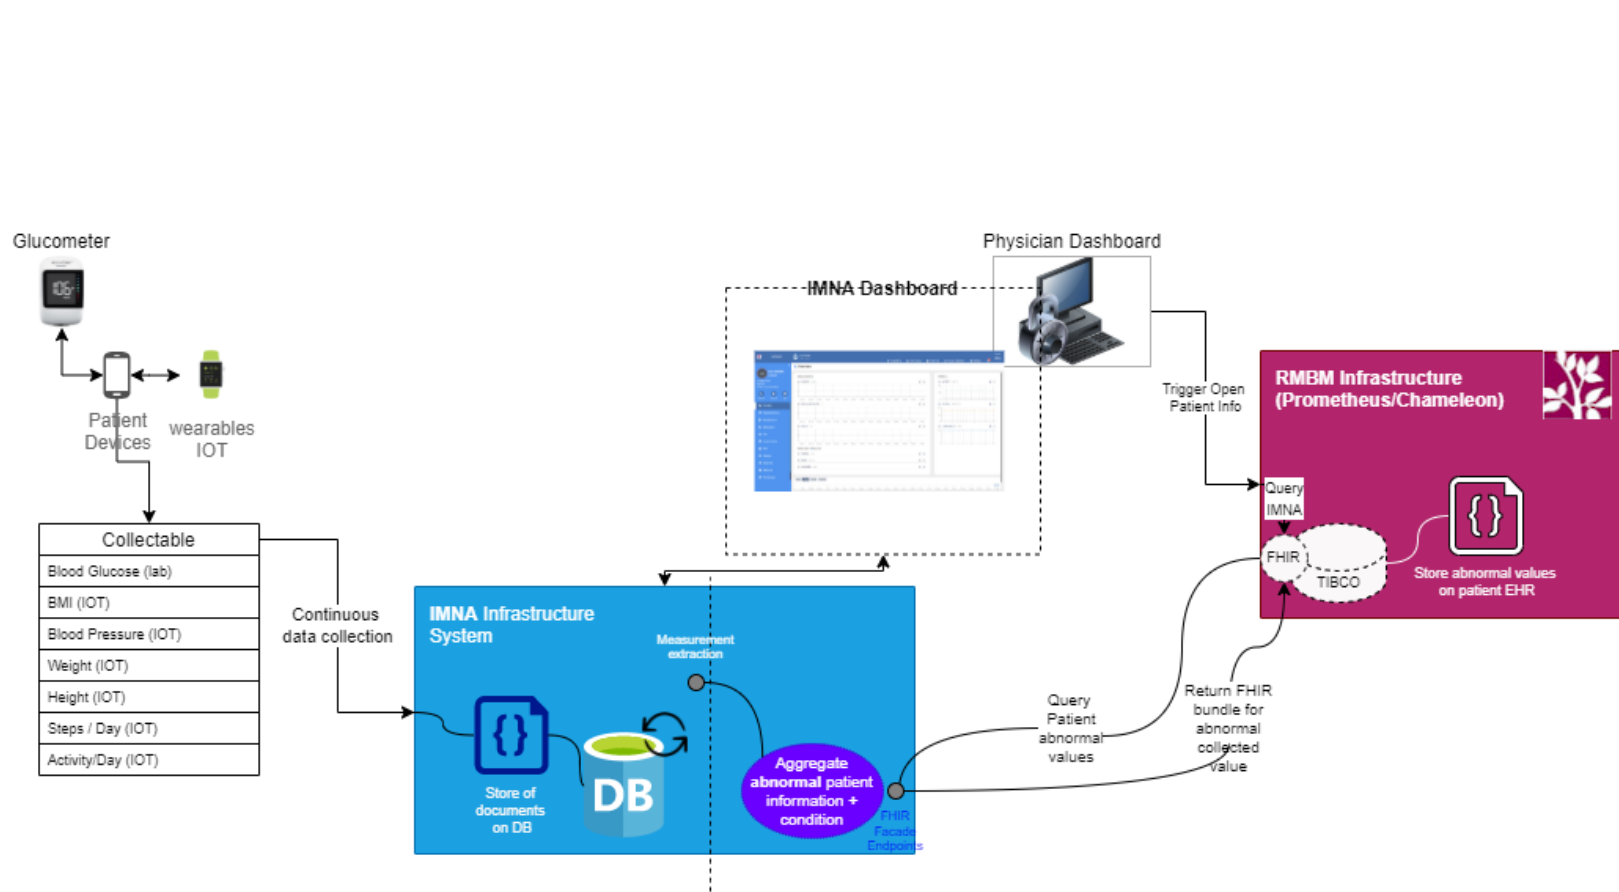 Glucometer
106
Patient
Devices
wearables
IOT
Collectable
Blood Glucose (lab)
BMI (IOT)
Blood Pressure (IOT)
Weight (IOT)
Height (IOT)
Steps / Day (IOT)
Activity/Day (IOT)
Continuous
data collection
IMNA Infrastructure
System
Store of
documents
on DB
DB
Measurement
extraction
Aggregate
abnormal patient
information +
condition
FHIR
Facade
Endpoints
IMNA Dashboard
Physician Dashboard
Trigger Open
Patient Info
Query
Patient
abnormal
values
Return FHIR
bundle for
abnormal
collected
value
RMBM Infrastructure
(Prometheus/Chameleon)
Query
IMNA
FHIR
TIBCO
Store abnormal values
on patient EHR